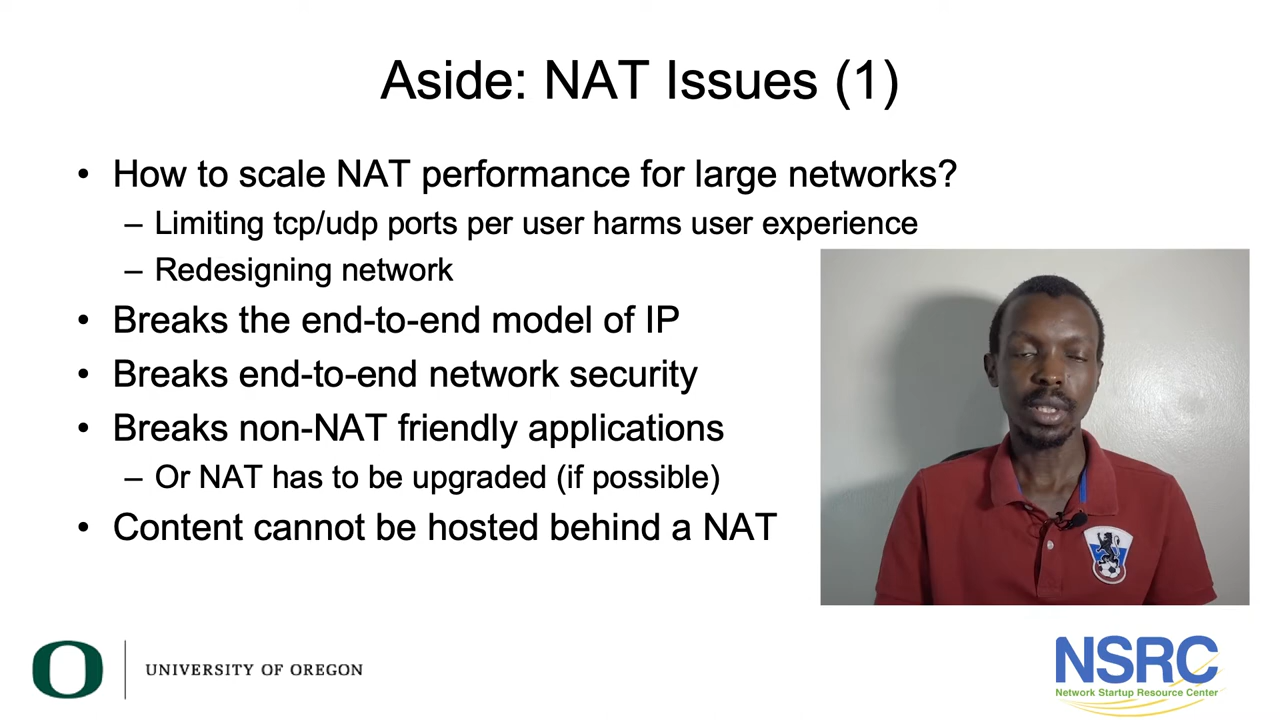 Aside: NAT Issues (1)
• How to scale NAT performance for large networks?
– Limiting tcp/udp ports per user harms user experience
– Redesigning network
• Breaks the end-to-end model of IP
• Breaks end-to-end network security
• Breaks non-NAT friendly applications
– Or NAT has to be upgraded (if possible)
• Content cannot be hosted behind a NAT
O
UNIVERSITY OF OREGON
NSRC
Network Startup Resource Center